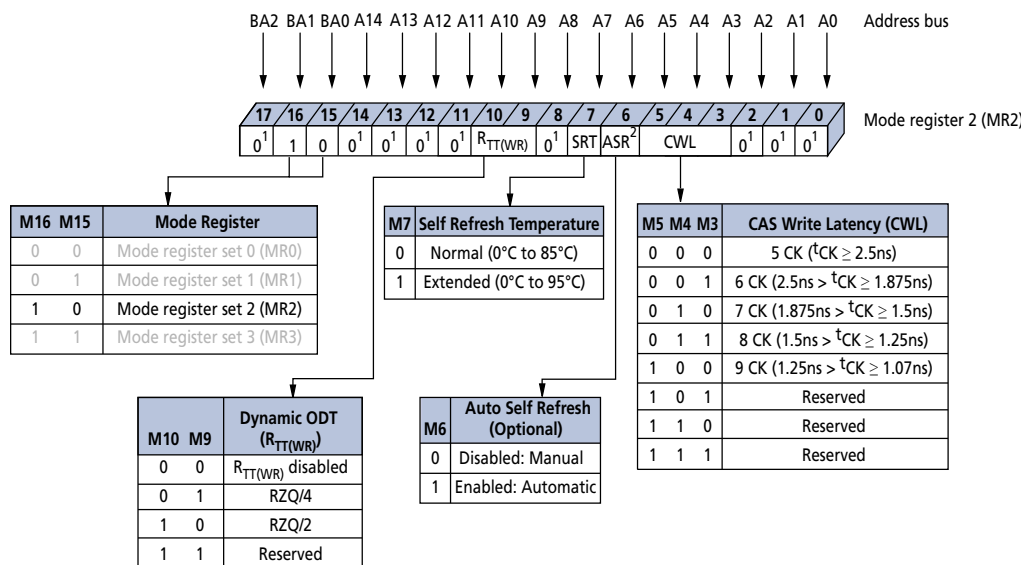 BA2 BA1 BA0 A14 A13 A12 A11 A10 A9 A8 A7 A6 A5 A4 A3 A2 A1 A0 Address bus
17 16 15 14 13 12 11 10 9 8 7 6 5 4 3 2 1 0
Mode register 2 (MR2)
0¹ 1 0 0¹ 0¹ 0¹ 0¹ RTT(WR) 0¹ SRT ASR² CWL 0¹ 0¹ 0¹
M16 M15 Mode Register
0 0 Mode register set 0 (MR0)
0 1 Mode register set 1 (MR1)
1 0 Mode register set 2 (MR2)
1 1 Mode register set 3 (MR3)
M7 Self Refresh Temperature
0 Normal (0°C to 85°C)
1 Extended (0°C to 95°C)
M5 M4 M3 CAS Write Latency (CWL)
0 0 0 5 CK (tCK ≥ 2.5ns)
0 0 1 6 CK (2.5ns > tCK ≥ 1.875ns)
0 1 0 7 CK (1.875ns > tCK ≥ 1.5ns)
0 1 1 8 CK (1.5ns > tCK ≥ 1.25ns)
1 0 0 9 CK (1.25ns > tCK ≥ 1.07ns)
1 0 1 Reserved
1 1 0 Reserved
1 1 1 Reserved
M10 M9 Dynamic ODT
(RTT(WR))
0 0 RTT(WR) disabled
0 1 RZQ/4
1 0 RZQ/2
1 1 Reserved
M6 Auto Self Refresh
(Optional)
0 Disabled: Manual
1 Enabled: Automatic